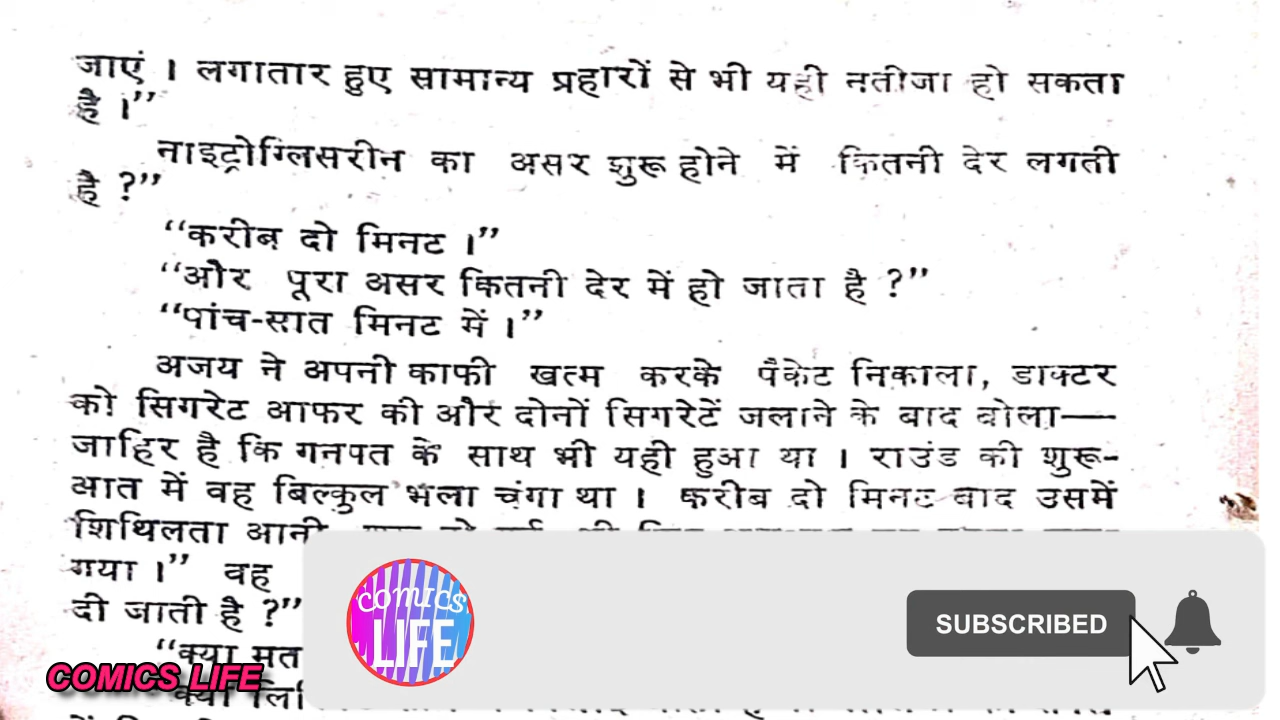 जाएं । लगातार हुए सामान्य प्रहारों से भी यही नतीजा हो सकता
है ।”
नाइट्रोग्लिसरीन का असर शुरू होने में कितनी देर लगती
है ?”
“करीब दो मिनट ।”
“और पूरा असर कितनी देर में हो जाता है ?”
“पांच-सात मिनट में ।”
अजय ने अपनी काफी खत्म करके पैकेट निकाला, डाक्टर
को सिगरेट आफर की और दोनों सिगरेटें जलाने के बाद बोला—
जाहिर है कि गनपत के साथ भी यही हुआ था । राउंड की शुरू-
आत में वह बिल्कुल भला चंगा था । करीब दो मिनट बाद उसमें
शिथिलता आनी
गया ।” वह
दी जाती है ?”
“क्या
comics
LIFE
SUBSCRIBED
COMICS LIFE